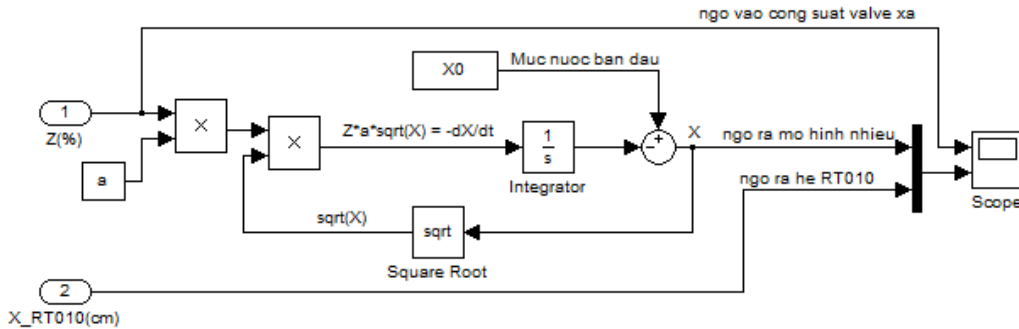 ngo vao cong suat valve xa
X0
Muc nuoc ban dau
1
Z(%)
×
×
Z*a*sqrt(X) = -dX/dt
1
s
Integrator
+
−
X
ngo ra mo hinh nhieu
a
ngo ra he RT010
Scope
sqrt(X)
sqrt
Square Root
2
X_RT010(cm)